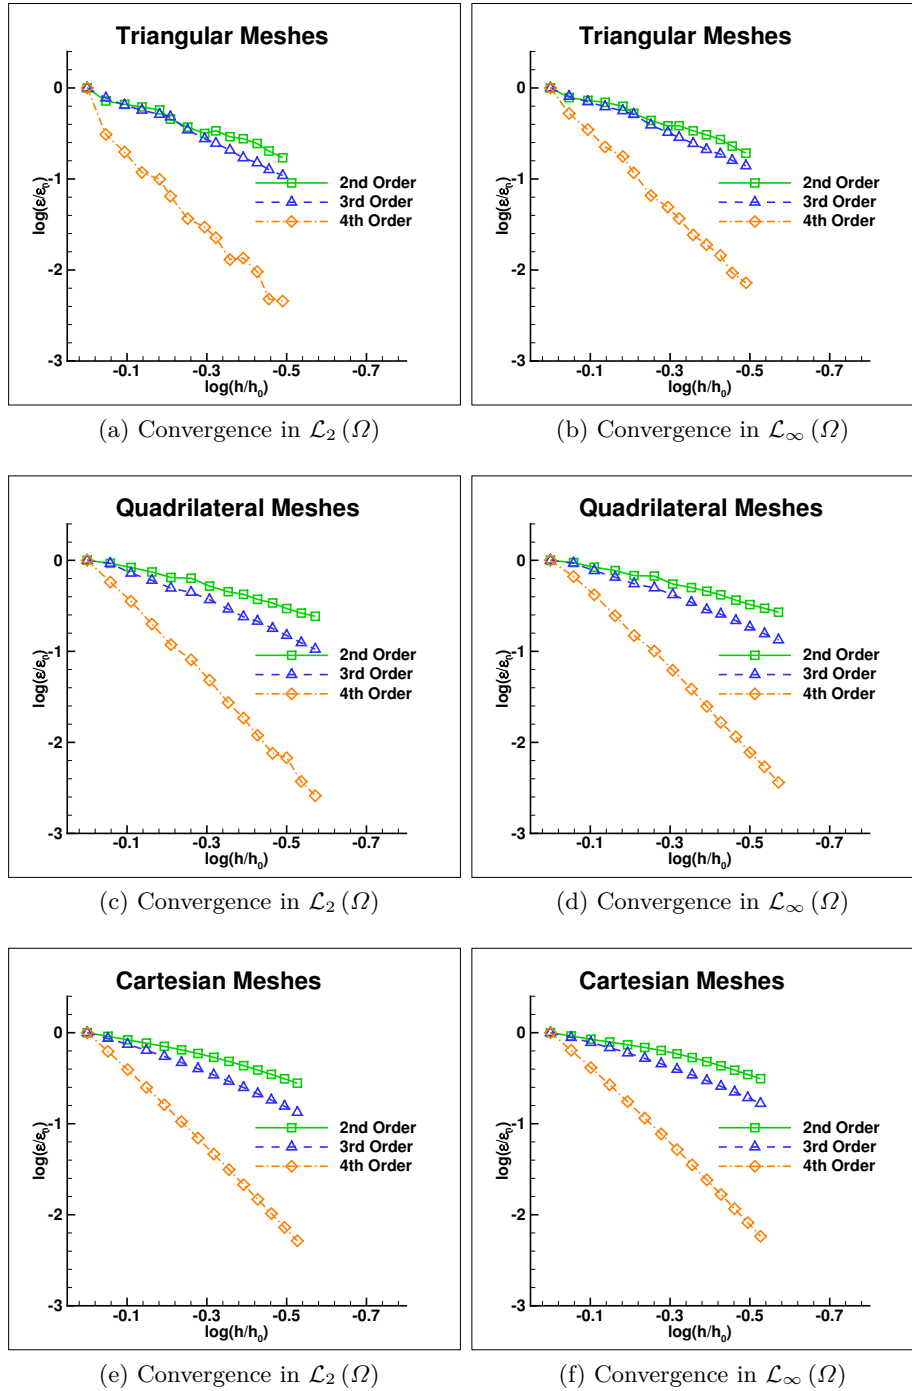 Triangular Meshes
0
-1
-2
-3
log(ε/ε₀)
2nd Order
3rd Order
4th Order
-0.1 -0.3 -0.5 -0.7
log(h/h₀)
(a) Convergence in ℒ₂ (Ω)
Triangular Meshes
0
-1
-2
-3
log(ε/ε₀)
2nd Order
3rd Order
4th Order
-0.1 -0.3 -0.5 -0.7
log(h/h₀)
(b) Convergence in ℒ∞ (Ω)
Quadrilateral Meshes
0
-1
-2
-3
log(ε/ε₀)
2nd Order
3rd Order
4th Order
-0.1 -0.3 -0.5 -0.7
log(h/h₀)
(c) Convergence in ℒ₂ (Ω)
Quadrilateral Meshes
0
-1
-2
-3
log(ε/ε₀)
2nd Order
3rd Order
4th Order
-0.1 -0.3 -0.5 -0.7
log(h/h₀)
(d) Convergence in ℒ∞ (Ω)
Cartesian Meshes
0
-1
-2
-3
log(ε/ε₀)
2nd Order
3rd Order
4th Order
-0.1 -0.3 -0.5 -0.7
log(h/h₀)
(e) Convergence in ℒ₂ (Ω)
Cartesian Meshes
0
-1
-2
-3
log(ε/ε₀)
2nd Order
3rd Order
4th Order
-0.1 -0.3 -0.5 -0.7
log(h/h₀)
(f) Convergence in ℒ∞ (Ω)